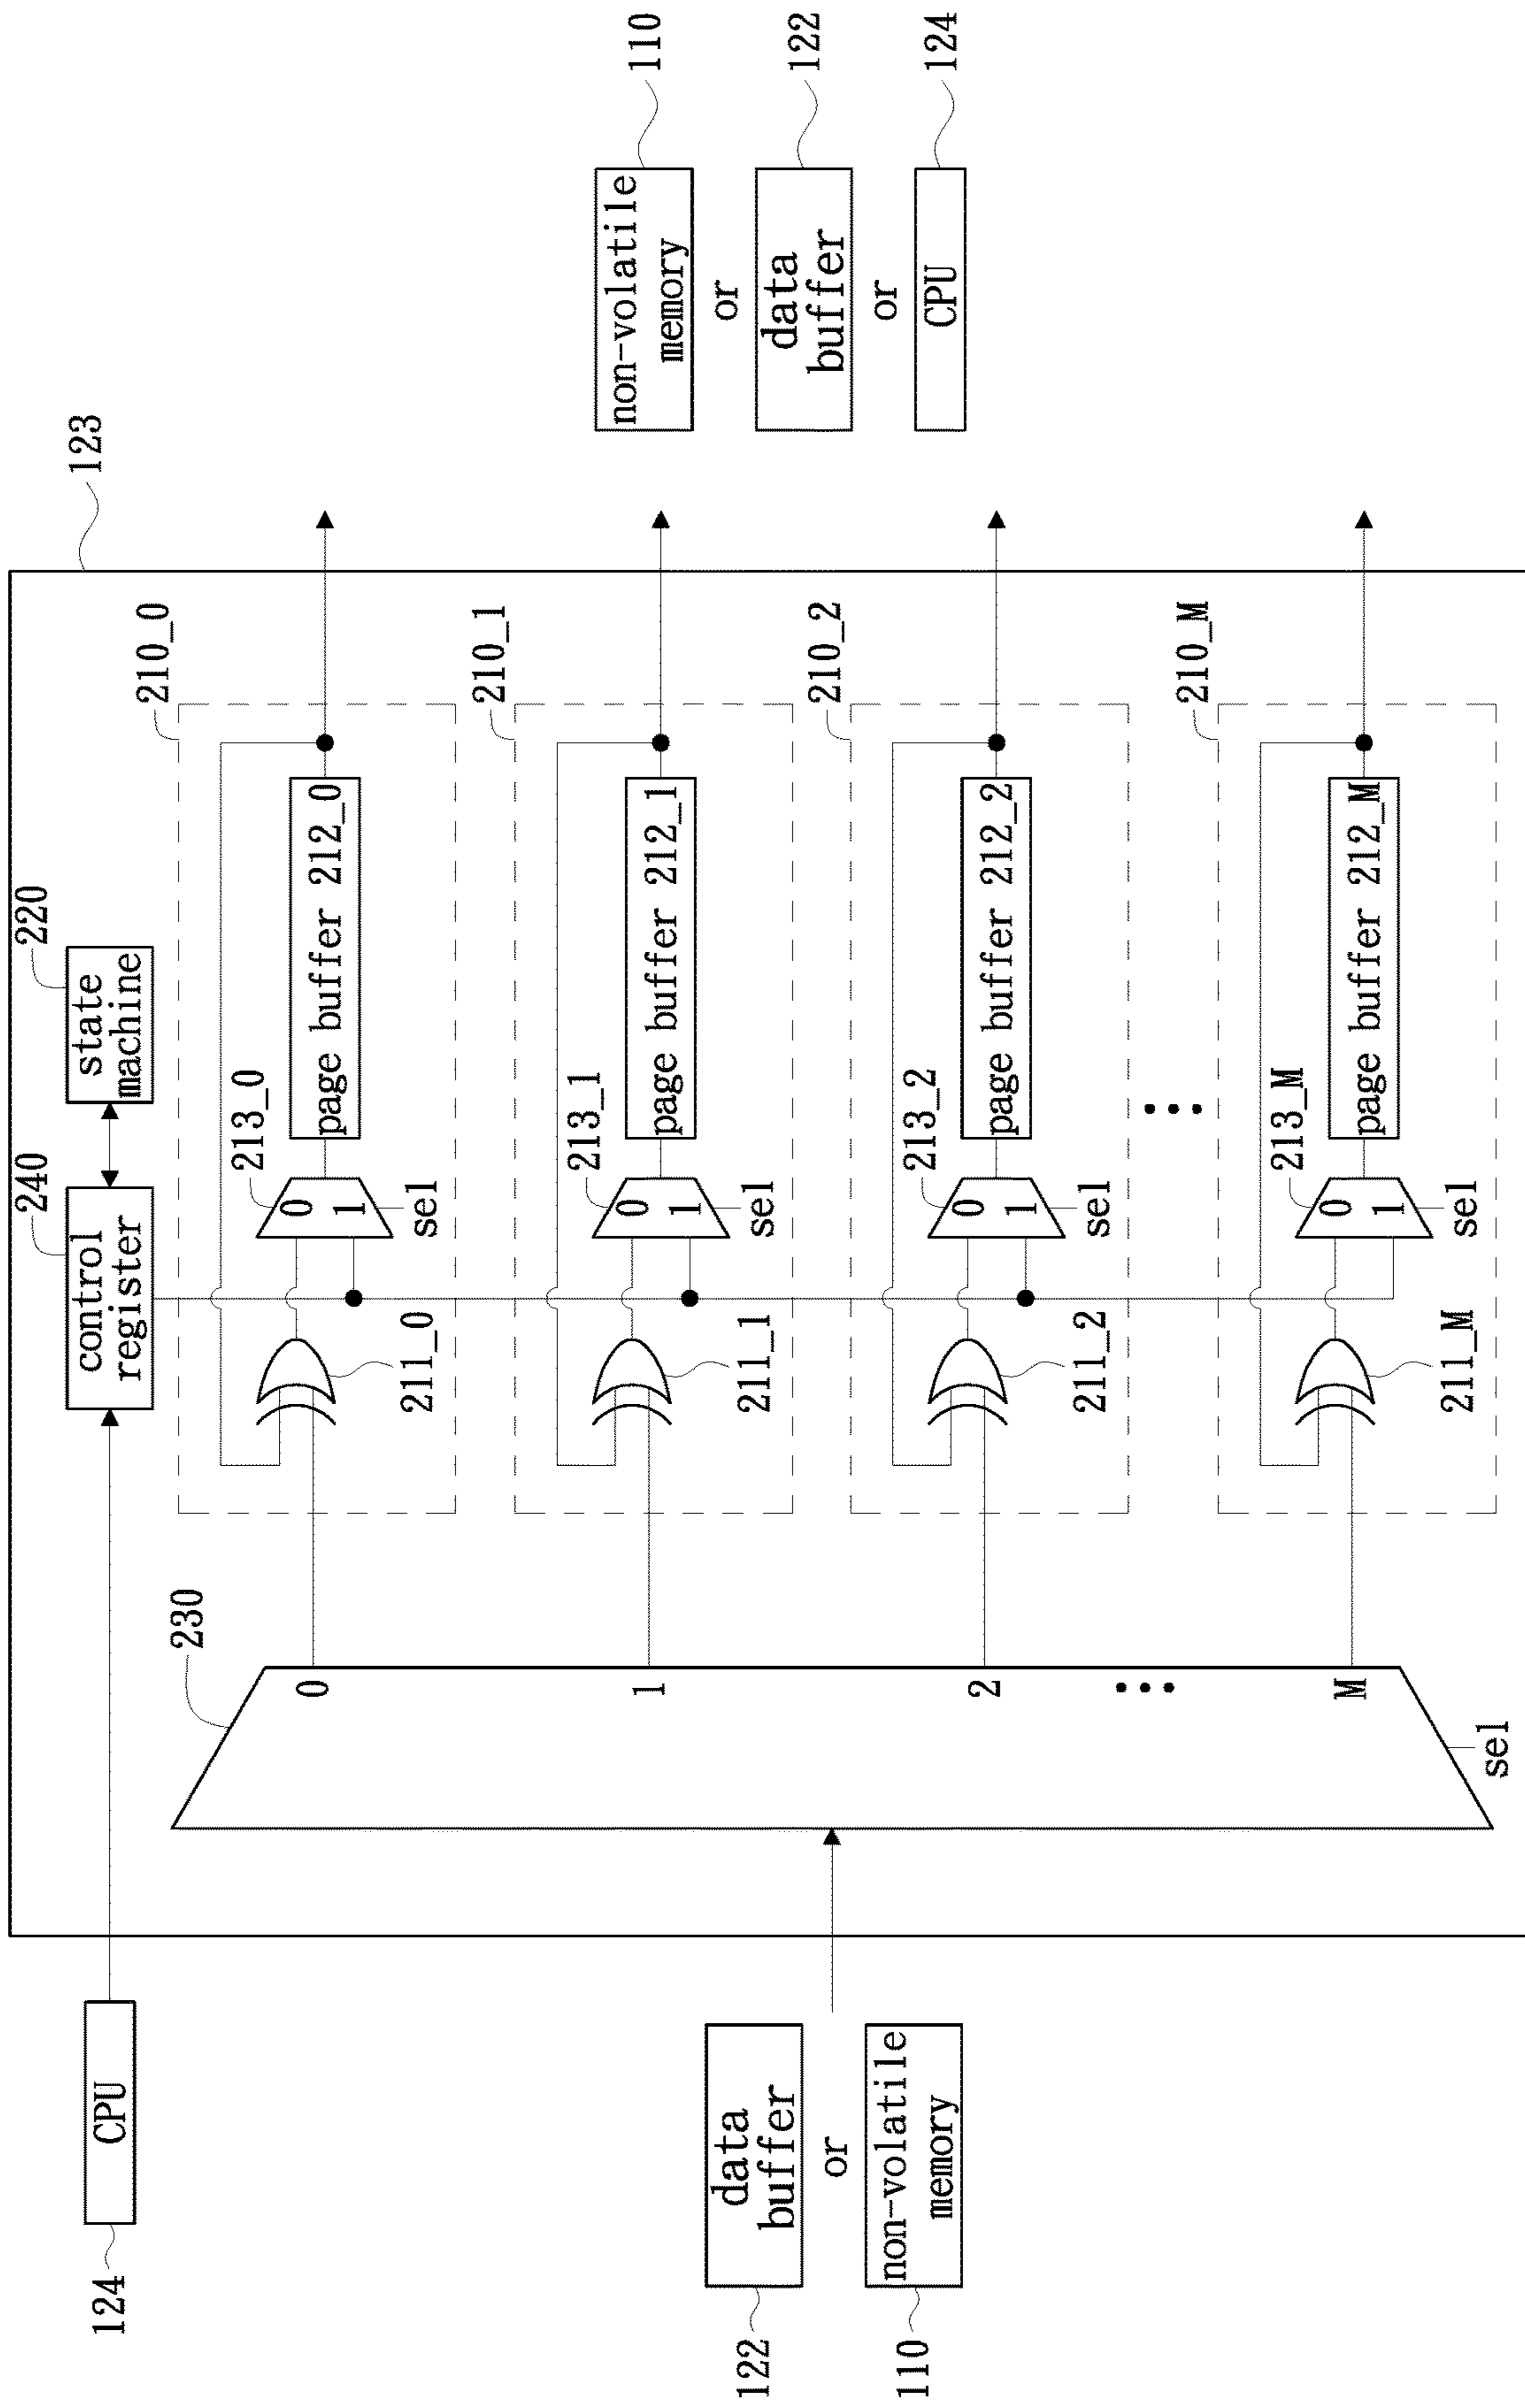 124
CPU
240
control
register
220
state
machine
123
122
data
buffer
or
110
non-volatile
memory
230
0
1
2
M
sel
210_0
211_0
213_0
0
1
sel
page buffer 212_0
210_1
211_1
213_1
0
1
sel
page buffer 212_1
210_2
211_2
213_2
0
1
sel
page buffer 212_2
210_M
211_M
213_M
0
1
sel
page buffer 212_M
non-volatile
memory
110
or
data
buffer
122
or
CPU
124